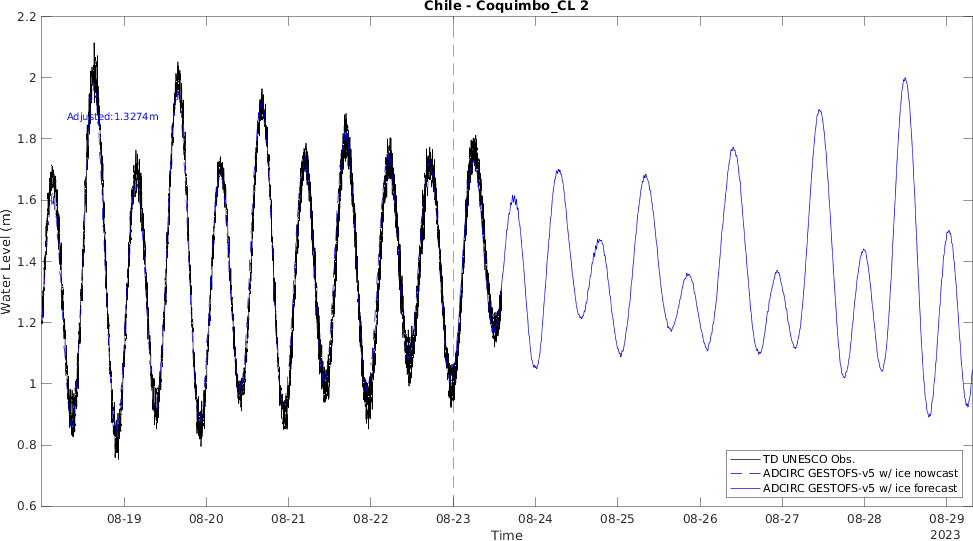 Chile - Coquimbo_CL 2
2.2
2
1.8
1.6
1.4
1.2
1
0.8
0.6
Water Level (m)
Adjusted:1.3274m
TD UNESCO Obs.
ADCIRC GESTOFS-v5 w/ ice nowcast
ADCIRC GESTOFS-v5 w/ ice forecast
08-19 08-20 08-21 08-22 08-23 08-24 08-25 08-26 08-27 08-28 08-29
2023
Time